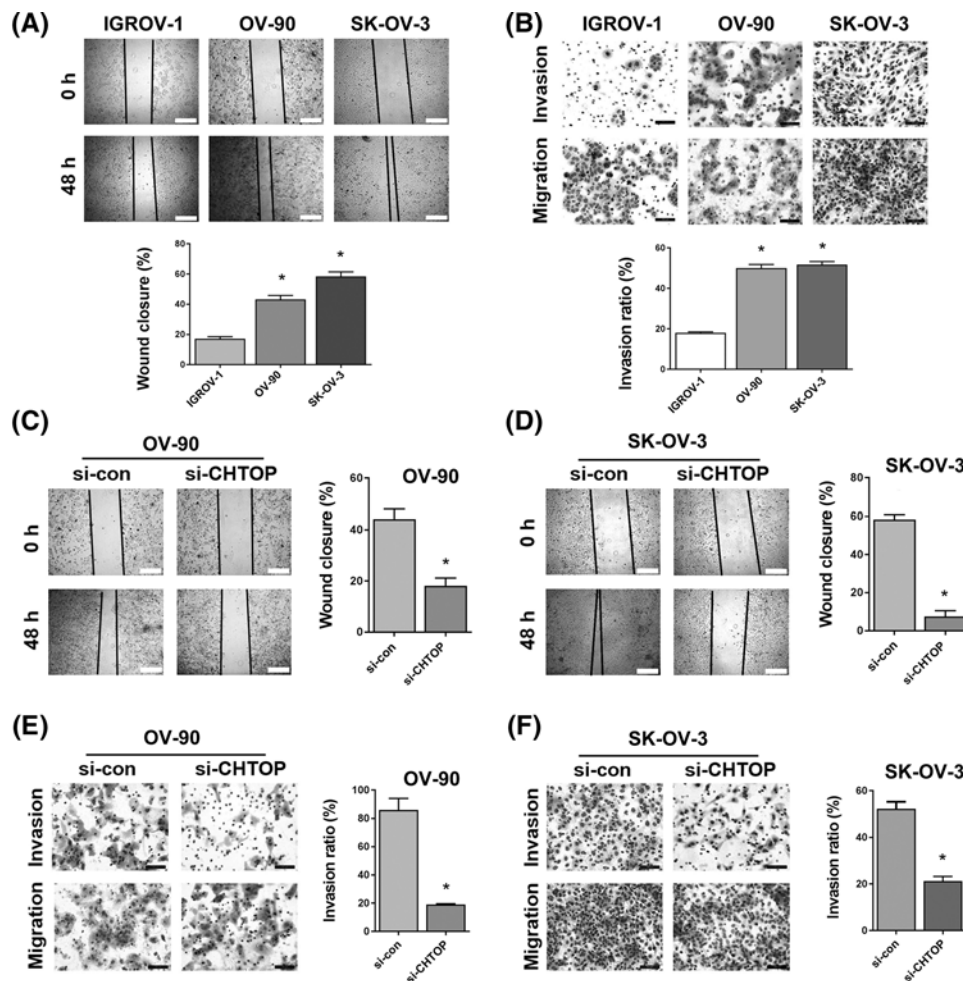 (A)
IGROV-1 OV-90 SK-OV-3
0 h
48 h
Wound closure (%)
80
60
40
20
0
*
*
IGROV-1
OV-90
SK-OV-3
(B)
IGROV-1 OV-90 SK-OV-3
Invasion
Migration
Invasion ratio (%)
60
40
20
0
*
*
IGROV-1
OV-90
SK-OV-3
(C)
OV-90
si-con si-CHTOP
0 h
48 h
OV-90
Wound closure (%)
60
40
20
0
*
si-con
si-CHTOP
(D)
SK-OV-3
si-con si-CHTOP
0 h
48 h
SK-OV-3
Wound closure (%)
80
60
40
20
0
*
si-con
si-CHTOP
(E)
OV-90
si-con si-CHTOP
Invasion
Migration
OV-90
Invasion ratio (%)
100
80
60
40
20
0
*
si-con
si-CHTOP
(F)
SK-OV-3
si-con si-CHTOP
Invasion
Migration
SK-OV-3
Invasion ratio (%)
60
40
20
0
*
si-con
si-CHTOP